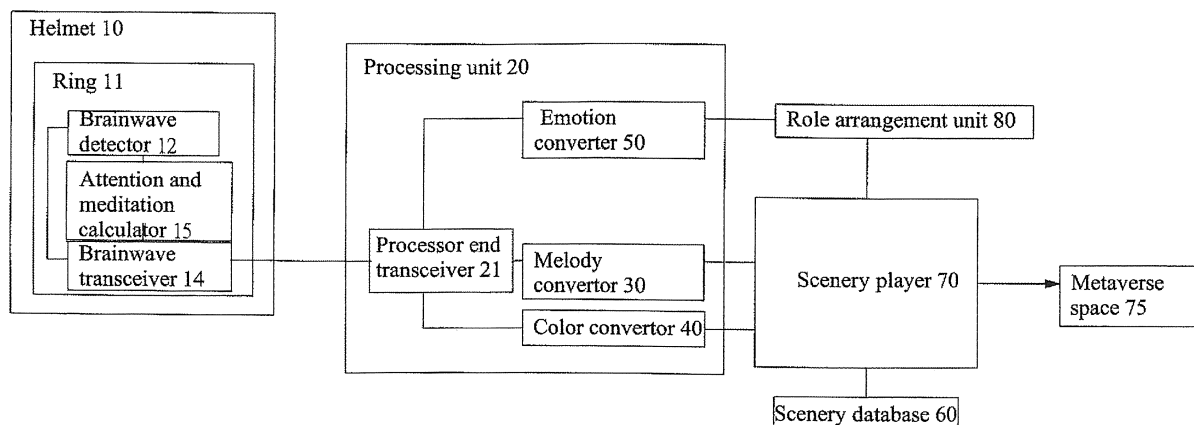 Helmet 10
Ring 11
Brainwave
detector 12
Attention and
meditation
calculator 15
Brainwave
transceiver 14
Processing unit 20
Emotion
converter 50
Processor end
transceiver 21
Melody
convertor 30
Color convertor 40
Role arrangement unit 80
Scenery player 70
Scenery database 60
Metaverse
space 75